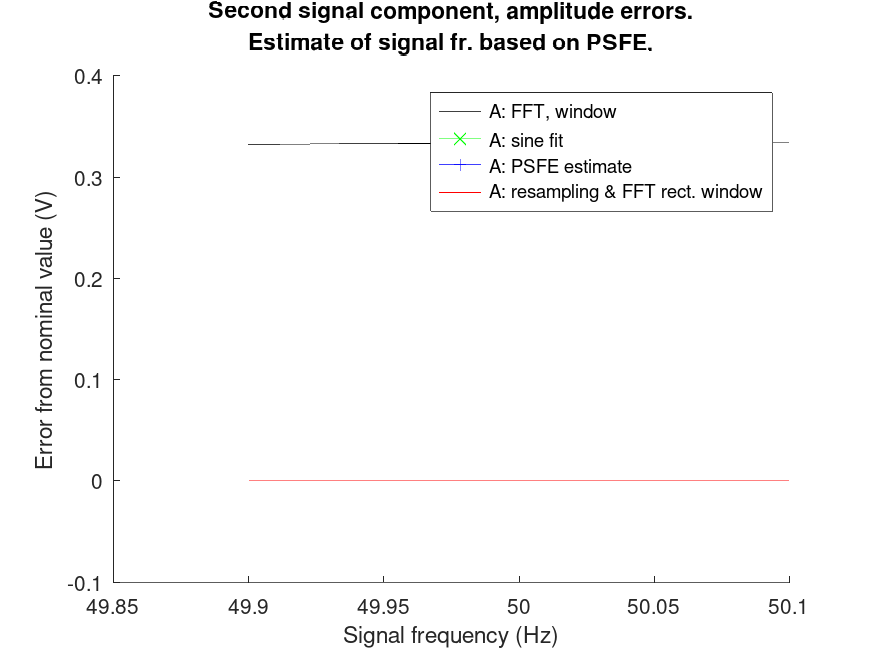 Second signal component, amplitude errors.
Estimate of signal fr. based on PSFE.
0.4
0.3
0.2
0.1
0
-0.1
Error from nominal value (V)
A: FFT, window
A: sine fit
A: PSFE estimate
A: resampling & FFT rect. window
49.85
49.9
49.95
50
50.05
50.1
Signal frequency (Hz)